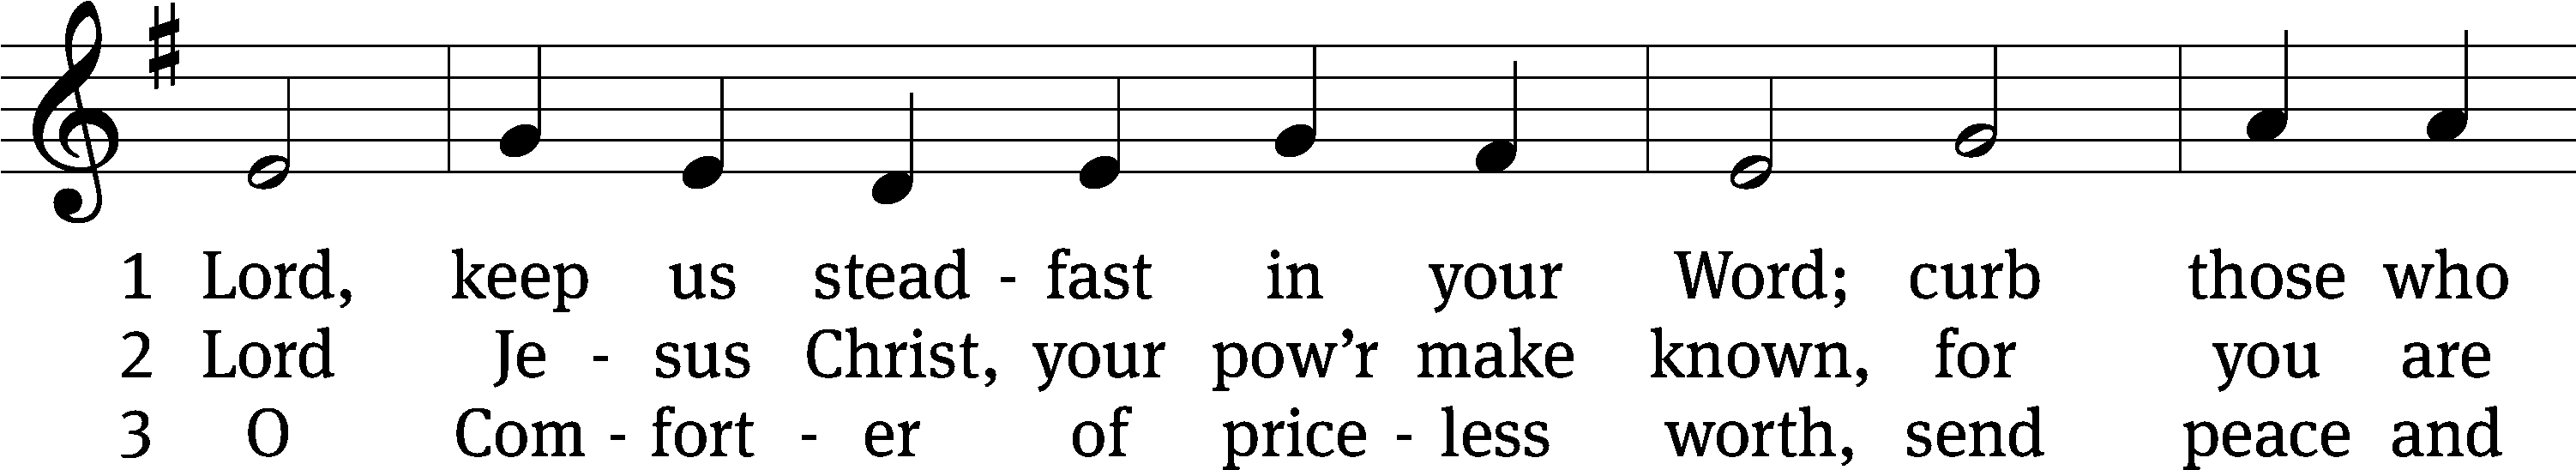 1 Lord, keep us stead - fast in your Word; curb those who
2 Lord Je - sus Christ, your pow’r make known, for you are
3 O Com - fort - er of price - less worth, send peace and